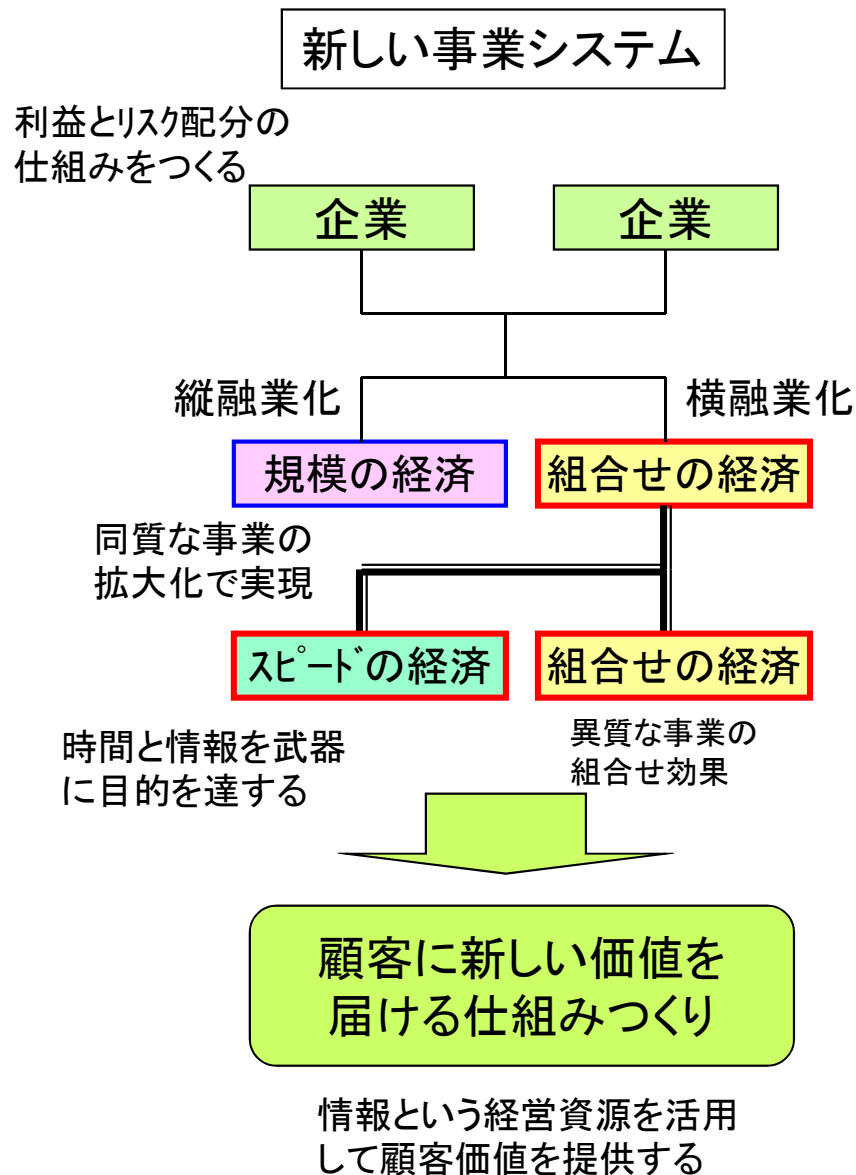 新しい事業システム
利益とﾘｽｸ配分の
仕組みをつくる
企業
企業
縦融業化
横融業化
規模の経済
組合せの経済
同質な事業の
拡大化で実現
ｽﾋﾟｰﾄﾞの経済
組合せの経済
時間と情報を武器
に目的を達する
異質な事業の
組合せ効果
顧客に新しい価値を
届ける仕組みつくり
情報という経営資源を活用
して顧客価値を提供する